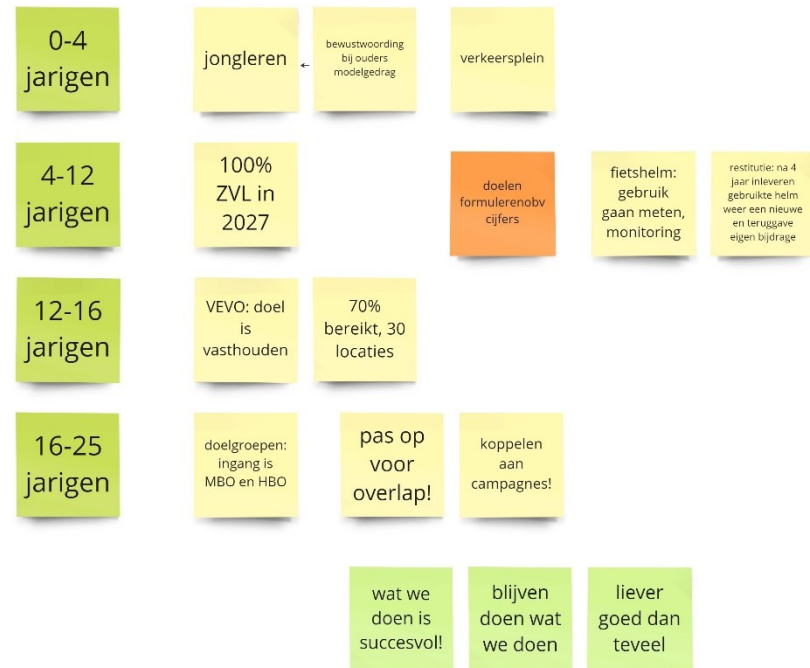 0-4
jarigen
jongleren
←
bewustwoording
bij ouders
modelgedrag
verkeersplein
4-12
jarigen
100%
ZVL in
2027
doelen
formulerenobv
cijfers
fietshelm:
gebruik
gaan meten,
monitoring
restitutie: na 4
jaar inleveren
gebruikte helm
weer een nieuwe
en teruggave
eigen bijdrage
12-16
jarigen
VEVO: doel
is
vasthouden
70%
bereikt, 30
locaties
16-25
jarigen
doelgroepen:
ingang is
MBO en HBO
pas op
voor
overlap!
koppelen
aan
campagnes!
wat we
doen is
succesvol!
blijven
doen wat
we doen
liever
goed dan
teveel